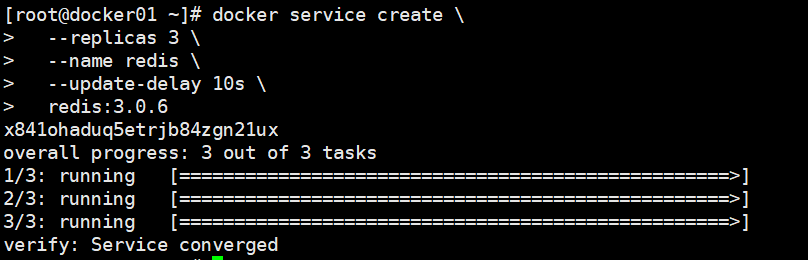 [root@docker01 ~]# docker service create \
>   --replicas 3 \
>   --name redis \
>   --update-delay 10s \
>   redis:3.0.6
x841ohaduq5etrjb84zgn21ux
overall progress: 3 out of 3 tasks
1/3: running   [==================================================>]
2/3: running   [==================================================>]
3/3: running   [==================================================>]
verify: Service converged